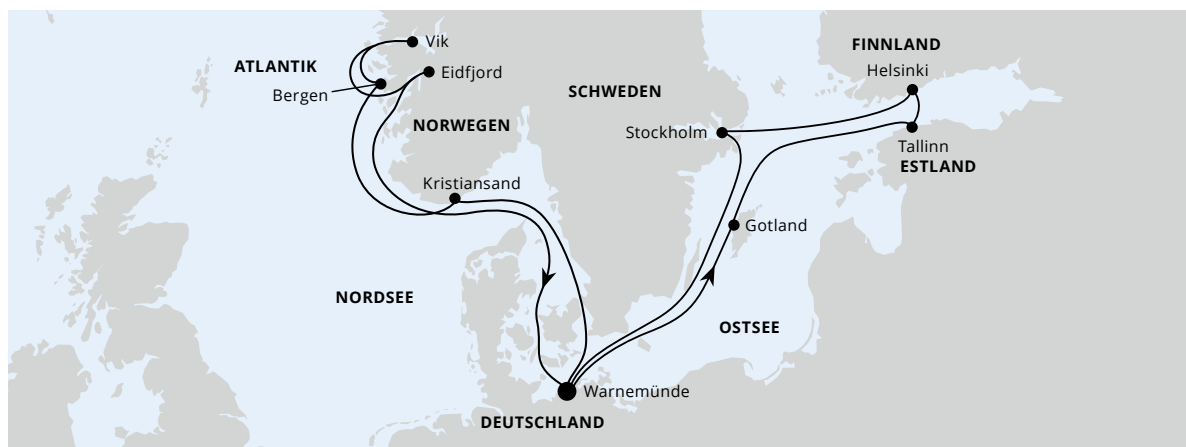 Vik
FINNLAND
ATLANTIK
Eidfjord
Helsinki
Bergen
SCHWEDEN
NORWEGEN
Stockholm
Tallinn
ESTLAND
Kristiansand
Gotland
NORDSEE
OSTSEE
Warnemünde
DEUTSCHLAND